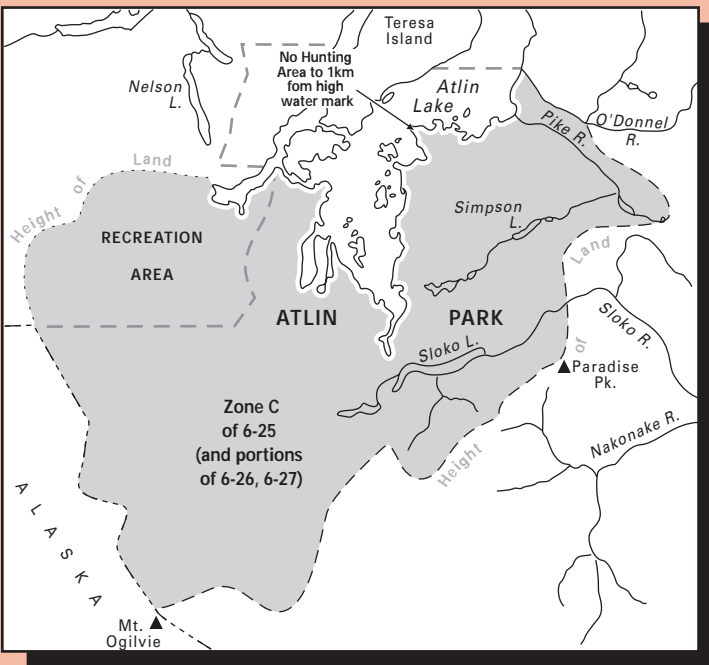 Teresa
Island
No Hunting
Area to 1km
fom high
water mark
Nelson
L.
Atlin
Lake
Pike R.
O'Donnel
R.
Height of Land
RECREATION
AREA
Simpson
L.
Land
of
Height
ATLIN PARK
Sloko L.
Sloko R.
Paradise
Pk.
Zone C
of 6-25
(and portions
of 6-26, 6-27)
Nakonake R.
ALASKA
Mt.
Ogilvie